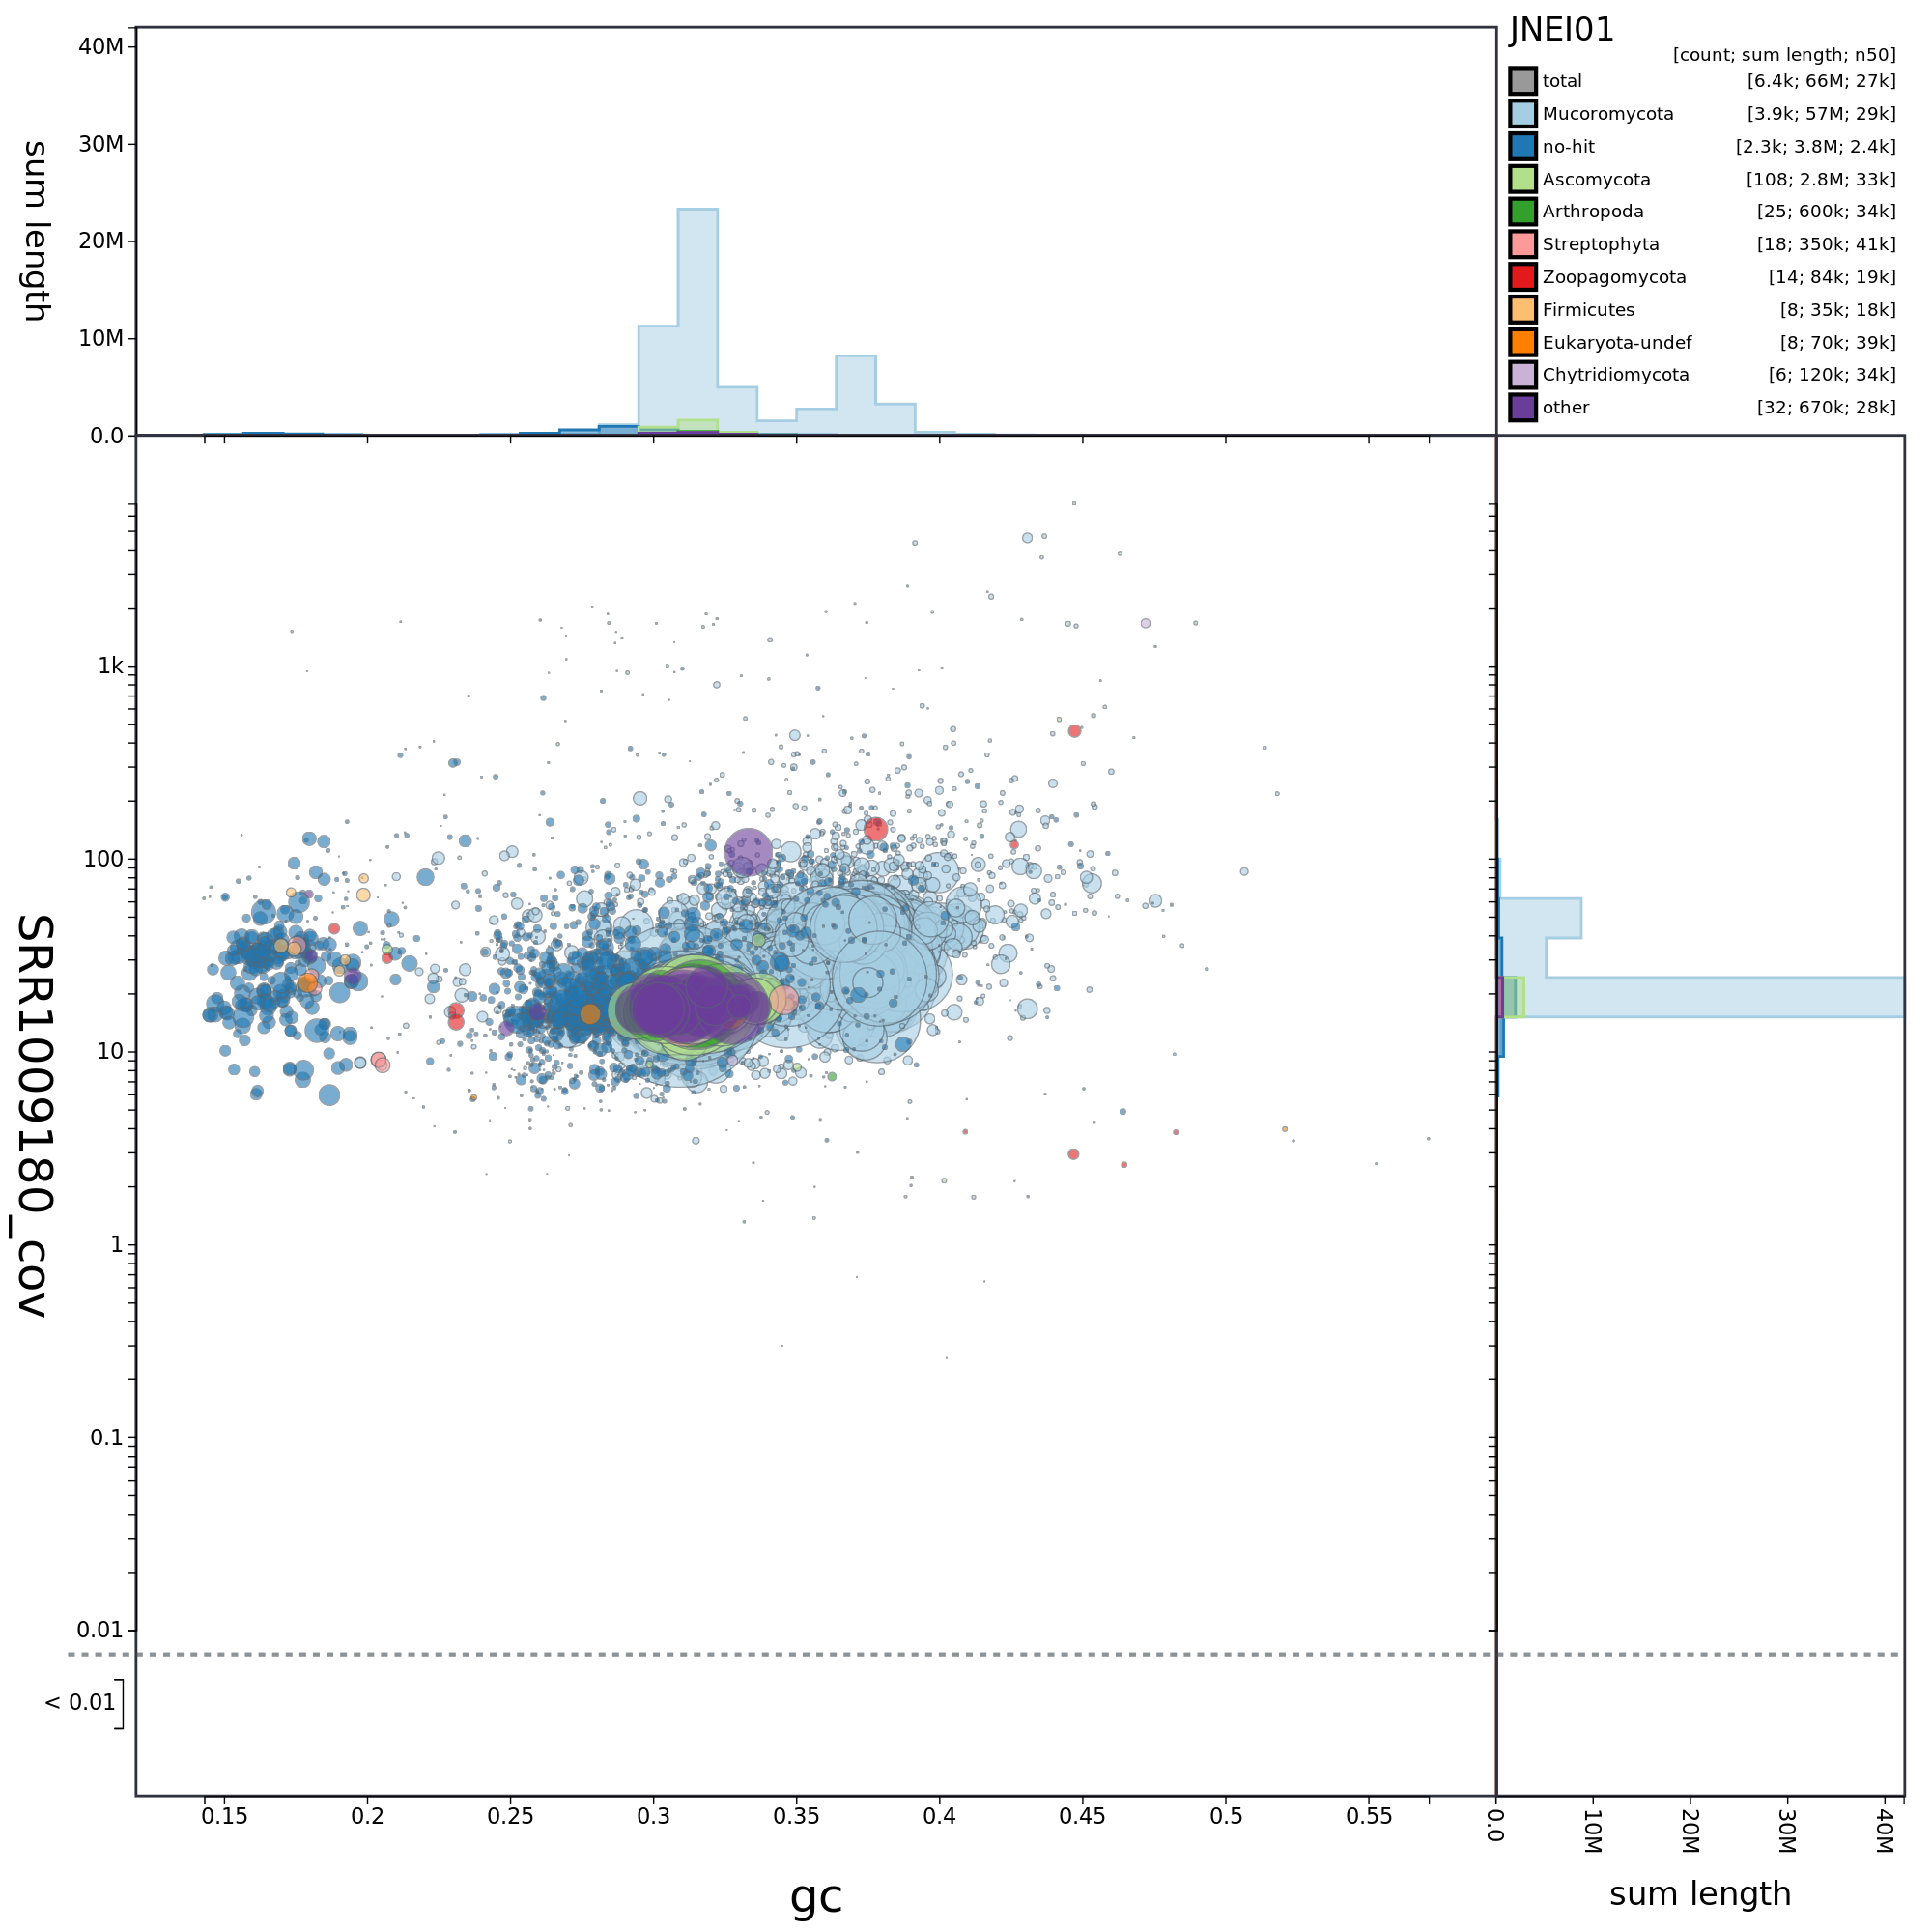 JNEI01
[count; sum length; n50]
total [6.4k; 66M; 27k]
Mucoromycota [3.9k; 57M; 29k]
no-hit [2.3k; 3.8M; 2.4k]
Ascomycota [108; 2.8M; 33k]
Arthropoda [25; 600k; 34k]
Streptophyta [18; 350k; 41k]
Zoopagomycota [14; 84k; 19k]
Firmicutes [8; 35k; 18k]
Eukaryota-undef [8; 70k; 39k]
Chytridiomycota [6; 120k; 34k]
other [32; 670k; 28k]
sum length
40M
30M
20M
10M
0.0
SRR1009180_cov
1k
100
10
1
0.1
0.01
< 0.01
0.15 0.2 0.25 0.3 0.35 0.4 0.45 0.5 0.55
gc
0.0 10M 20M 30M 40M
sum length